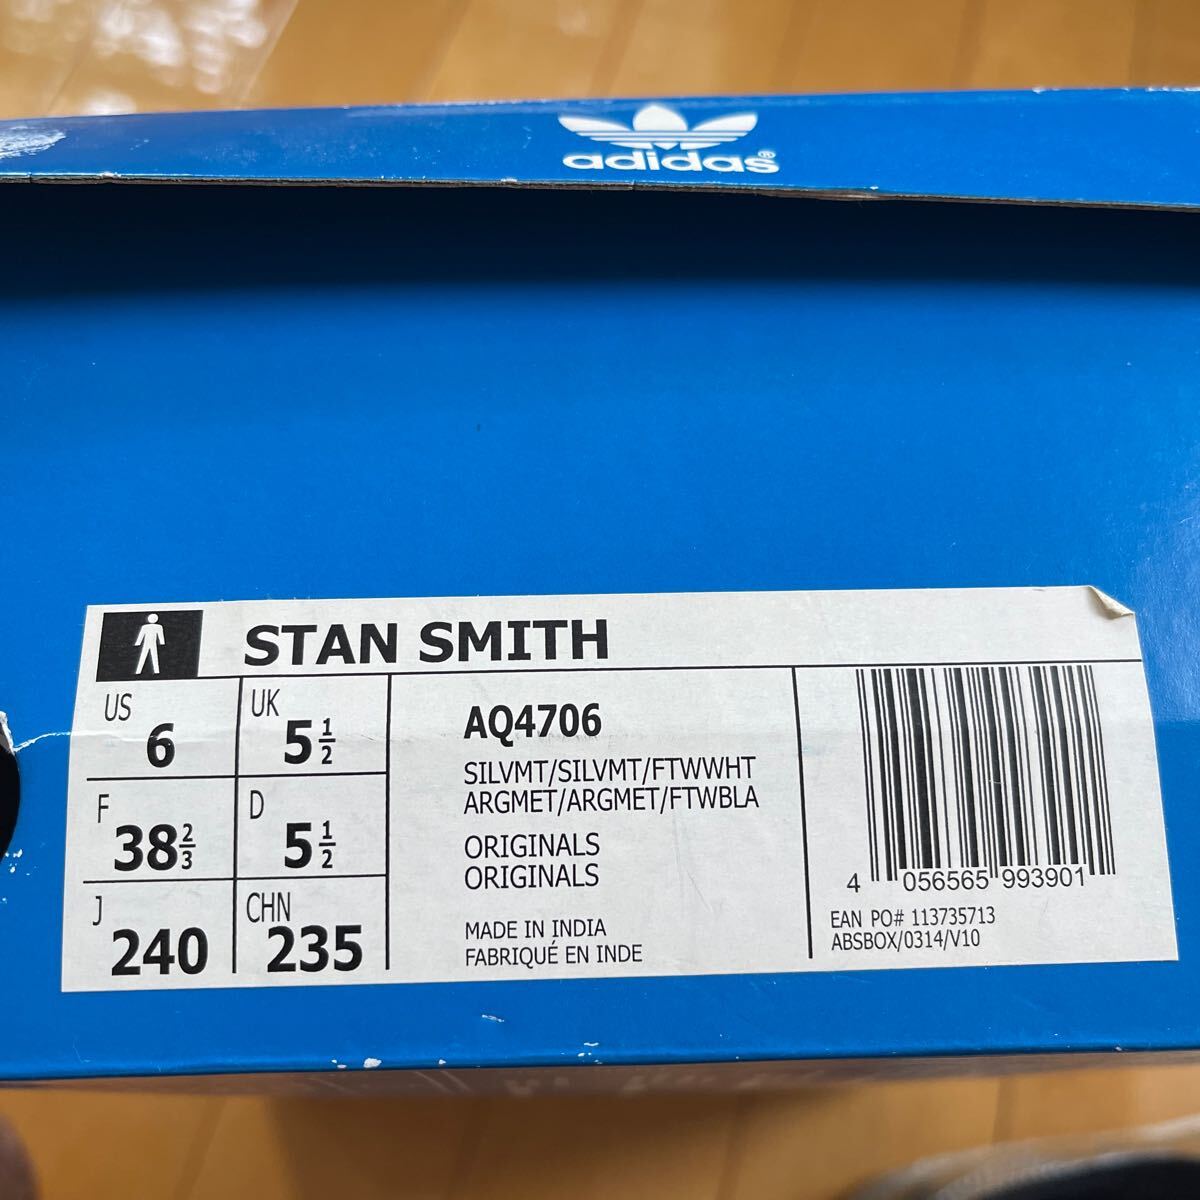 adidas®
STAN SMITH
US
6
UK
5 1/2
F
38 2/3
D
5 1/2
J
240
CHN
235
AQ4706
SILVMT/SILVMT/FTWWHT
ARGMET/ARGMET/FTWBLA
ORIGINALS
ORIGINALS
MADE IN INDIA
FABRIQUÉ EN INDE
4 056565 993901
EAN PO# 113735713
ABSBOX/0314/V10